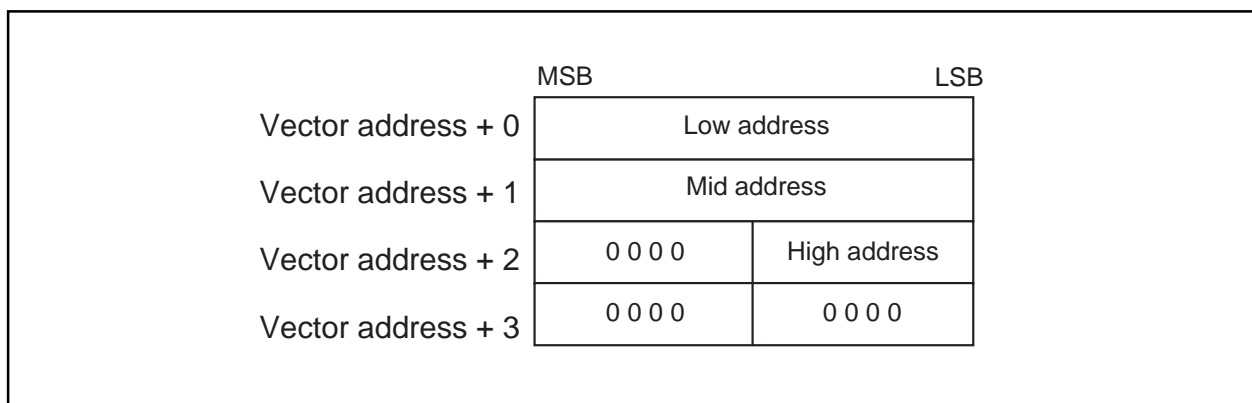 MSB LSB
Vector address + 0 Low address
Vector address + 1 Mid address
Vector address + 2 0 0 0 0 High address
Vector address + 3 0 0 0 0 0 0 0 0